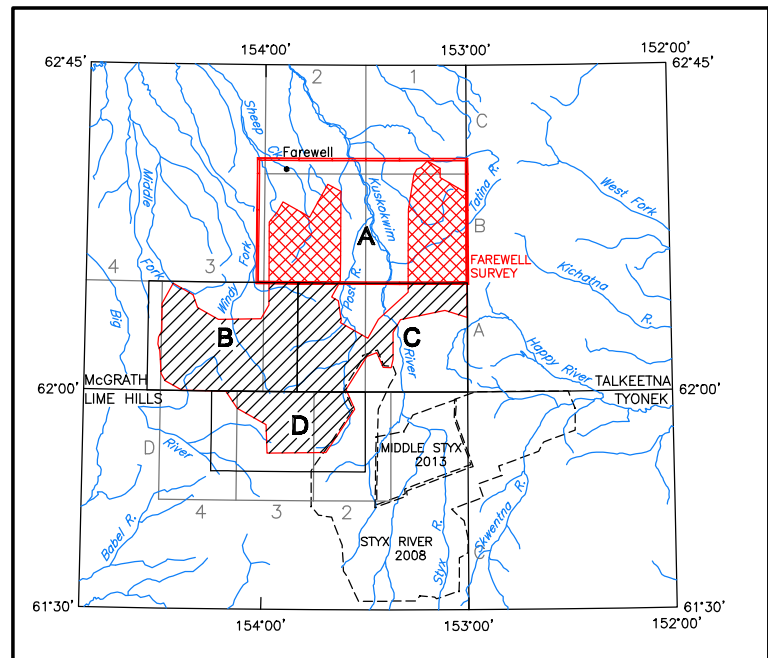 154°00' 153°00' 152°00'
62°45' 62°45'
2 1
C
Sheep Ck
Farewell
Middle Fork
Kuskokwim River
Tatina R.
West Fork
B
A
FAREWELL
SURVEY
4 3
Windy Fork
Post R.
Kichatna R.
Big River
B
C
A
Happy River
62°00' McGRATH TALKEETNA 62°00'
LIME HILLS TYONEK
D
D
MIDDLE STYX
2013
4 3 2
Babel R.
STYX RIVER
2008
Styx R.
Skwentna R.
C
61°30' 61°30'
154°00' 153°00' 152°00'